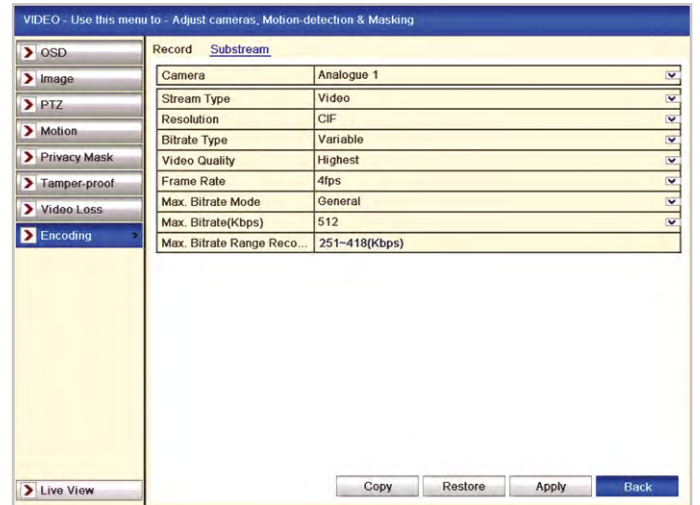 VIDEO - Use this menu to - Adjust cameras, Motion-detection & Masking
OSD
Image
PTZ
Motion
Privacy Mask
Tamper-proof
Video Loss
Encoding
Live View
Record Substream
Camera Analogue 1
Stream Type Video
Resolution CIF
Bitrate Type Variable
Video Quality Highest
Frame Rate 4fps
Max. Bitrate Mode General
Max. Bitrate(Kbps) 512
Max. Bitrate Range Reco... 251~418(Kbps)
Copy Restore Apply Back